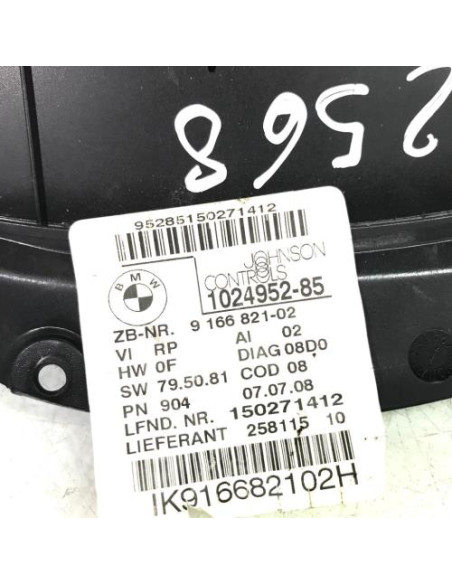 2568
95285150271412
BMW
JOHNSON
CONTROLS
1024952-85
ZB-NR. 9 166 821-02
VI RP AI 02
HW 0F DIAG 08D0
SW 79.50.81 COD 08
PN 904 07.07.08
LFND. NR. 150271412
LIEFERANT 258115 10
IK916682102H